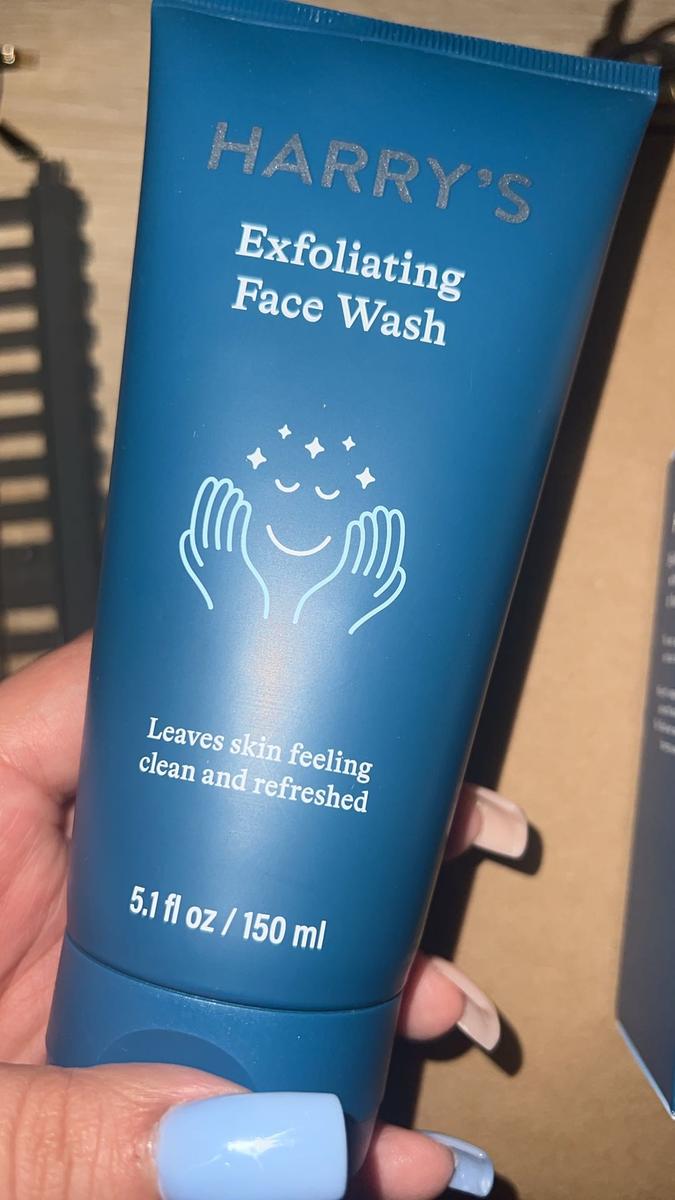 HARRY'S
Exfoliating
Face Wash
Leaves skin feeling
clean and refreshed
5.1 fl oz / 150 ml